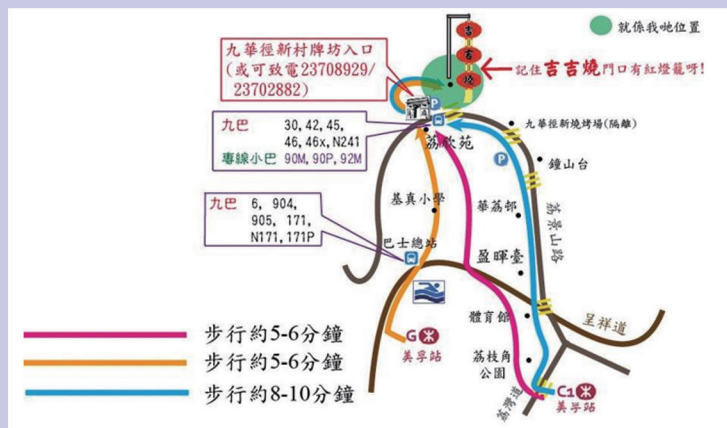 九華徑新村牌坊入口
(或可致電23708929/
23702882)
就係我哋位置
吉
吉
燒
記住吉吉燒門口有紅燈籠呀!
P
九巴 30, 42, 45,
46, 46x, N241
專線小巴 90M, 90P, 92M
荔欣苑
九華徑新燒烤場(隔離)
P
鐘山台
九巴 6, 904,
905, 171,
N171, 171P
基真小學
華荔邨
荔景山路
巴士總站
盈暉臺
體育館
呈祥道
步行約5-6分鐘
步行約5-6分鐘
步行約8-10分鐘
G
美孚站
荔枝角
公園
荔灣道
C1
美孚站